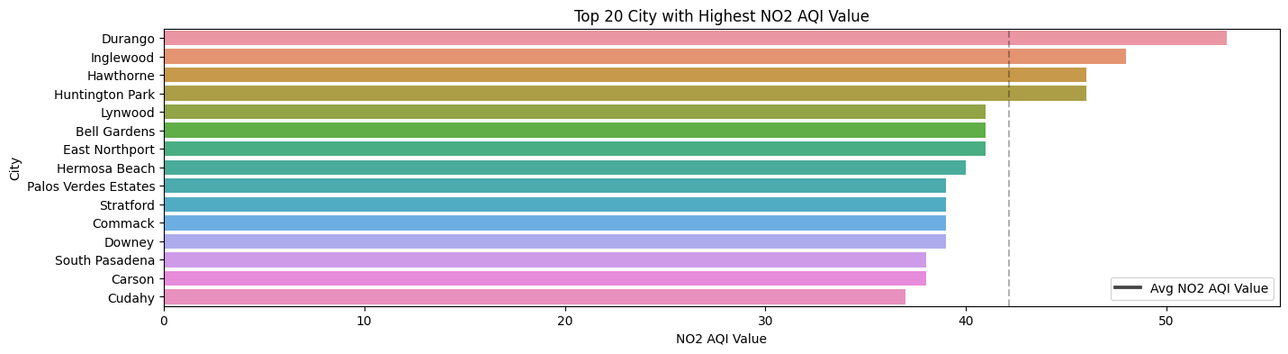 Top 20 City with Highest NO2 AQI Value
City
Durango
Inglewood
Hawthorne
Huntington Park
Lynwood
Bell Gardens
East Northport
Hermosa Beach
Palos Verdes Estates
Stratford
Commack
Downey
South Pasadena
Carson
Cudahy
Avg NO2 AQI Value
0 10 20 30 40 50
NO2 AQI Value